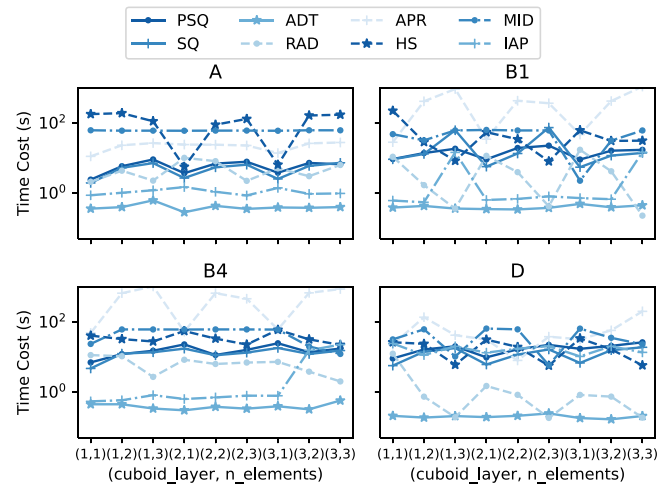 PSQ ADT APR MID
SQ RAD HS IAP
A B1
Time Cost (s)
10²
10⁰
B4 D
Time Cost (s)
10²
10⁰
(1,1)(1,2)(1,3)(2,1)(2,2)(2,3)(3,1)(3,2)(3,3) (1,1)(1,2)(1,3)(2,1)(2,2)(2,3)(3,1)(3,2)(3,3)
(cuboid_layer, n_elements) (cuboid_layer, n_elements)